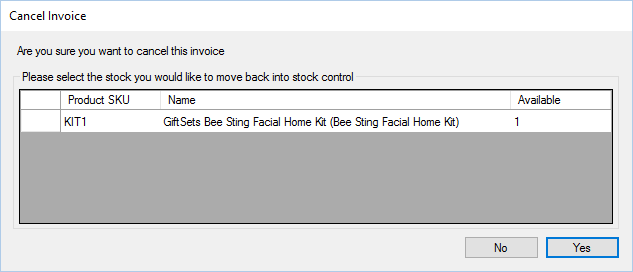 Cancel Invoice
Are you sure you want to cancel this invoice
Please select the stock you would like to move back into stock control
Product SKU Name Available
KIT1 GiftSets Bee Sting Facial Home Kit (Bee Sting Facial Home Kit) 1
No Yes